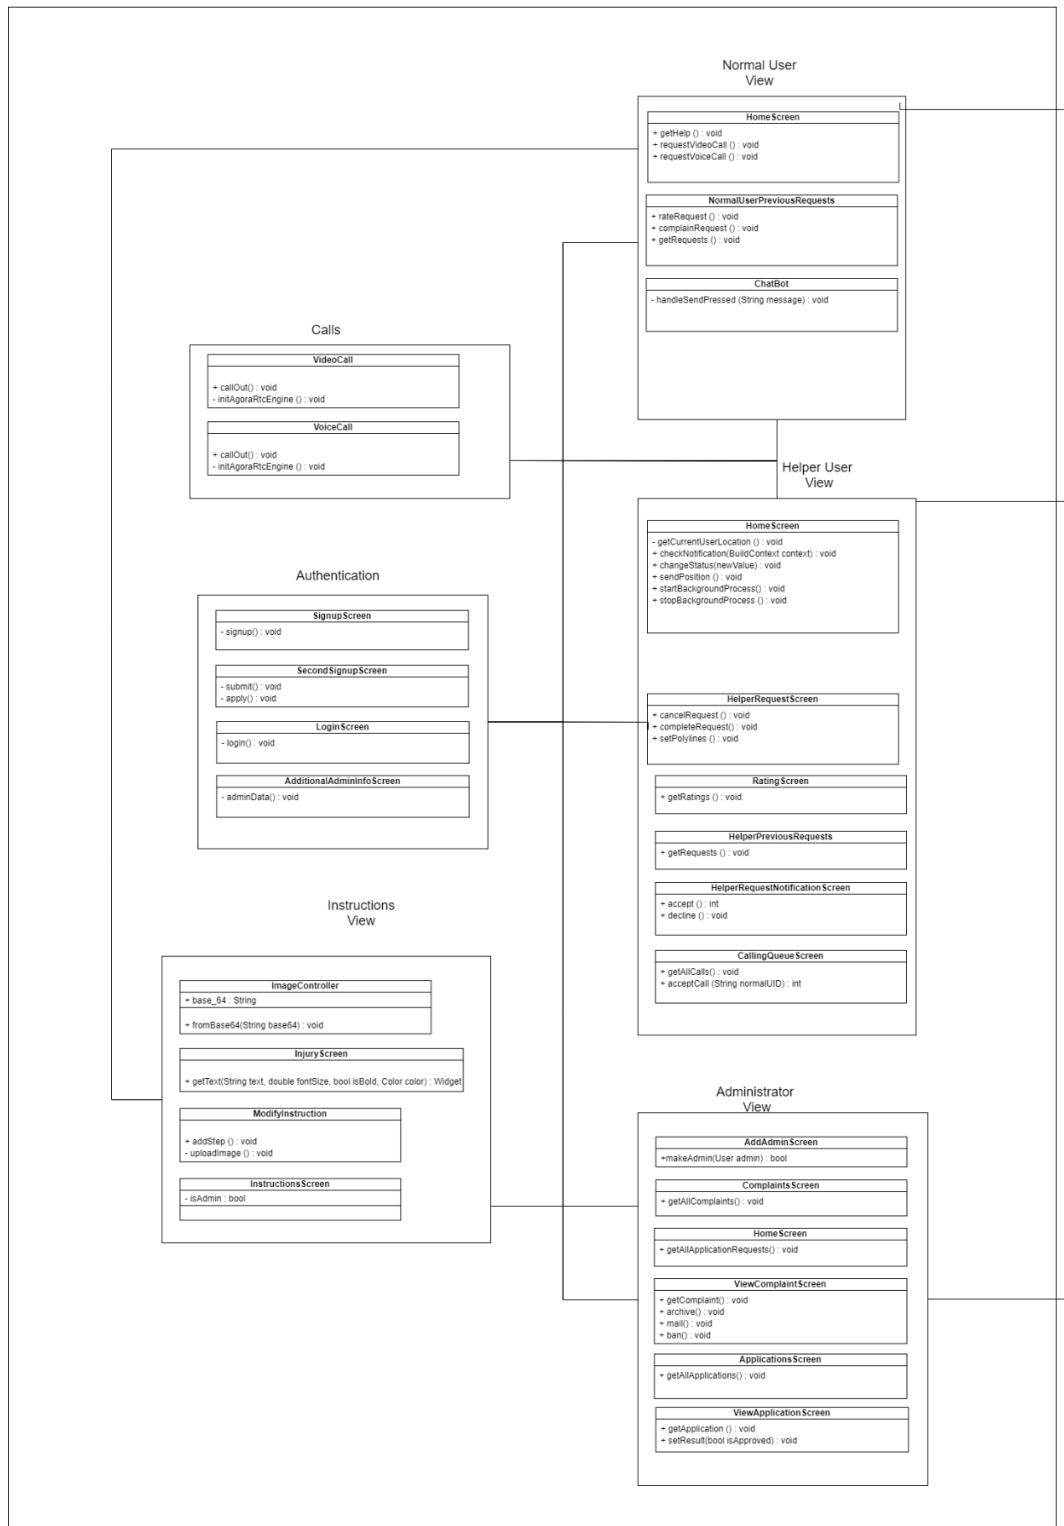 Normal User
View
HomeScreen
+ getHelp () : void
+ requestVideoCall () : void
+ requestVoiceCall () : void
NormalUserPreviousRequests
+ rateRequest () : void
+ complainRequest () : void
+ getRequests () : void
ChatBot
- handleSendPressed (String message) : void
Calls
VideoCall
+ callOut() : void
- initAgoraRtcEngine () : void
VoiceCall
+ callOut() : void
- initAgoraRtcEngine () : void
Helper User
View
HomeScreen
- getCurrentUserLocation () : void
+ checkNotification(BuildContext context) : void
+ changeStatus(newValue) : void
+ sendPosition () : void
+ startBackgroundProcess() : void
+ stopBackgroundProcess () : void
HelperRequestScreen
+ cancelRequest () : void
+ completeRequest() : void
+ setPolylines () : void
RatingScreen
+ getRatings () : void
HelperPreviousRequests
+ getRequests () : void
HelperRequestNotificationScreen
+ accept () : int
+ decline () : void
CallingQueueScreen
+ getAllCalls() : void
+ acceptCall (String normalUID) : int
Authentication
SignupScreen
- signup() : void
SecondSignupScreen
- submit() : void
- apply() : void
LoginScreen
- login() : void
AdditionalAdminInfoScreen
- adminData() : void
Instructions
View
ImageController
+ base_64 : String
+ fromBase64(String base64) : void
InjuryScreen
+ getText(String text, double fontSize, bool isBold, Color color) : Widget
ModifyInstruction
+ addStep () : void
- uploadImage () : void
InstructionsScreen
- isAdmin : bool
Administrator
View
AddAdminScreen
+makeAdmin(User admin) : bool
ComplaintsScreen
+ getAllComplaints() : void
HomeScreen
+ getAllApplicationRequests() : void
ViewComplaintScreen
+ getComplaint() : void
+ archive() : void
+ mail() : void
+ ban() : void
ApplicationsScreen
+ getAllApplications() : void
ViewApplicationScreen
+ getApplication () : void
+ setResult(bool isApproved) : void